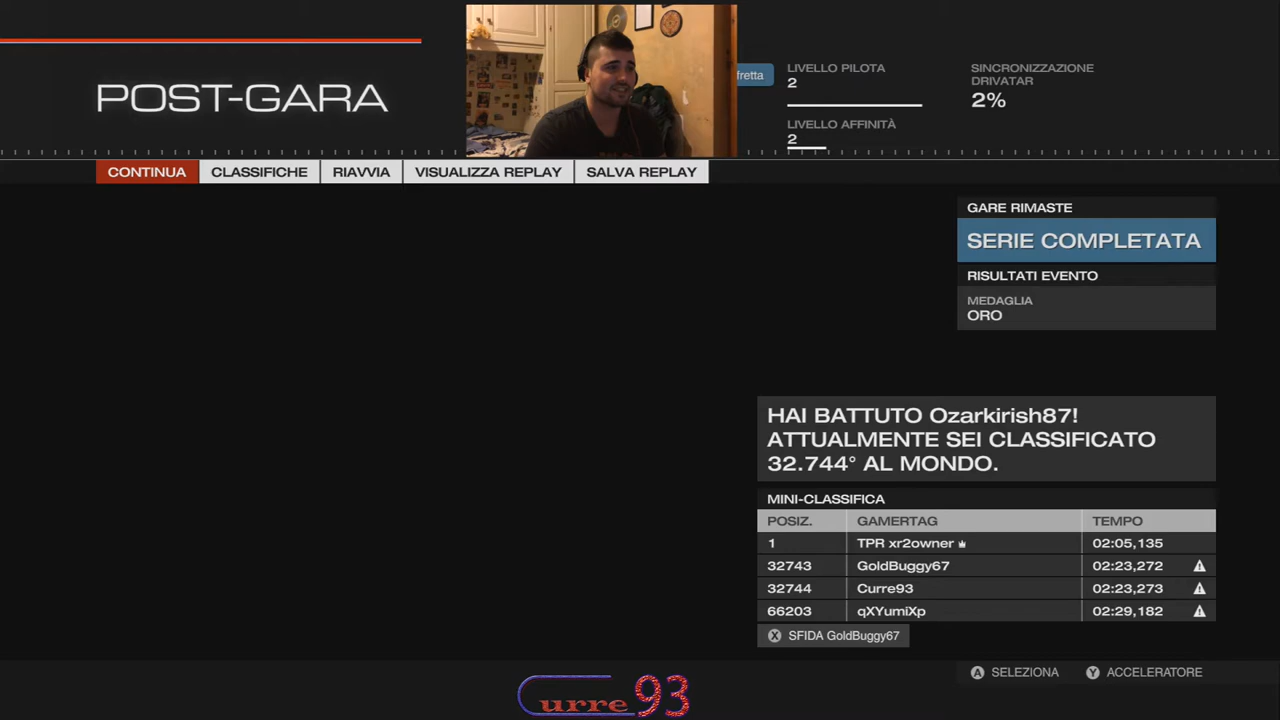 POST-GARA
fretta
LIVELLO PILOTA
2
LIVELLO AFFINITÀ
2
SINCRONIZZAZIONE
DRIVATAR
2%
CONTINUA CLASSIFICHE RIAVVIA VISUALIZZA REPLAY SALVA REPLAY
GARE RIMASTE
SERIE COMPLETATA
RISULTATI EVENTO
MEDAGLIA
ORO
HAI BATTUTO Ozarkirish87!
ATTUALMENTE SEI CLASSIFICATO
32.744° AL MONDO.
MINI-CLASSIFICA
POSIZ. GAMERTAG TEMPO
1 TPR xr2owner 02:05,135
32743 GoldBuggy67 02:23,272
32744 Curre93 02:23,273
66203 qXYumiXp 02:29,182
X SFIDA GoldBuggy67
A SELEZIONA Y ACCELERATORE
Curre93